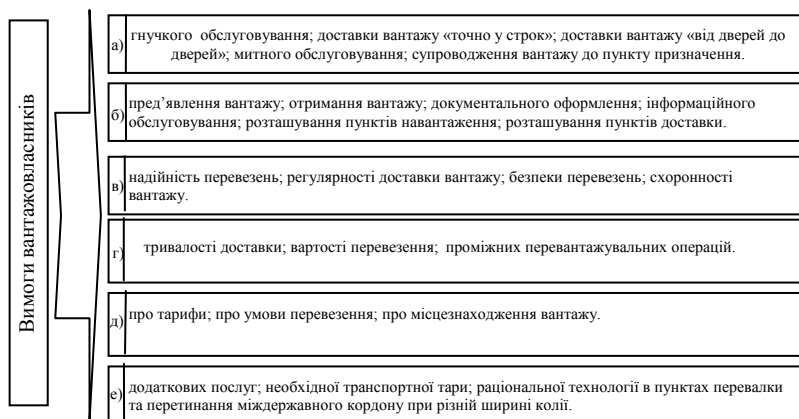 Вимоги вантажовласників
а) гнучкого обслуговування; доставки вантажу «точно у строк»; доставки вантажу «від дверей до
дверей»; митного обслуговування; супроводження вантажу до пункту призначення.
б) пред’явлення вантажу; отримання вантажу; документального оформлення; інформаційного
обслуговування; розташування пунктів навантаження; розташування пунктів доставки.
в) надійність перевезень; регулярності доставки вантажу; безпеки перевезень; схоронності
вантажу.
г) тривалості доставки; вартості перевезення; проміжних перевантажувальних операцій.
д) про тарифи; про умови перевезення; про місцезнаходження вантажу.
е) додаткових послуг; необхідної транспортної тари; раціональної технології в пунктах перевалки
та перетинання міждержавного кордону при різній ширині колії.